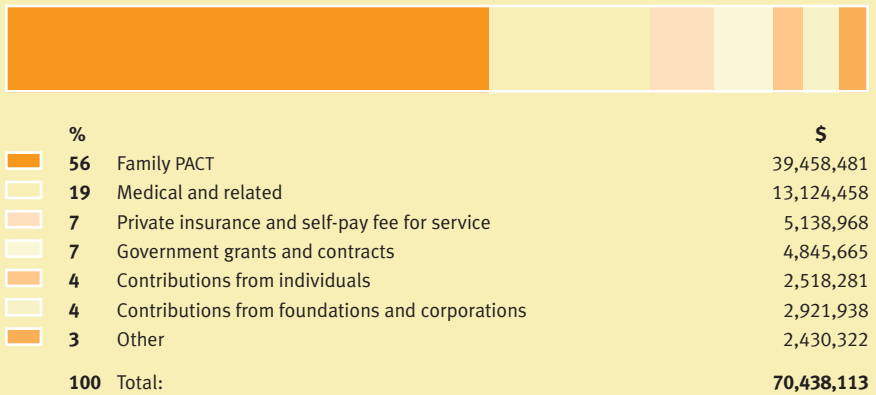 % $
56 Family PACT 39,458,481
19 Medical and related 13,124,458
7 Private insurance and self-pay fee for service 5,138,968
7 Government grants and contracts 4,845,665
4 Contributions from individuals 2,518,281
4 Contributions from foundations and corporations 2,921,938
3 Other 2,430,322
100 Total: 70,438,113